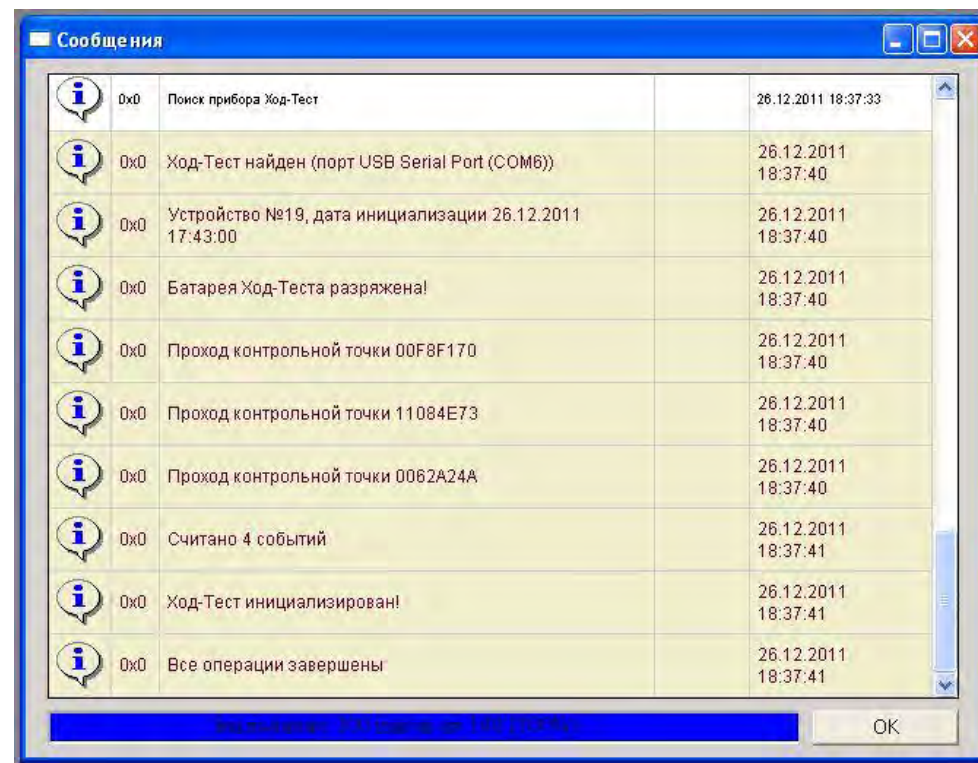 Сообщения
0x0 Поиск прибора Ход-Тест 26.12.2011 18:37:33
0x0 Ход-Тест найден (порт USB Serial Port (COM6)) 26.12.2011
18:37:40
0x0 Устройство №19, дата инициализации 26.12.2011 26.12.2011
17:43:00 18:37:40
0x0 Батарея Ход-Теста разряжена! 26.12.2011
18:37:40
0x0 Проход контрольной точки 00F8F170 26.12.2011
18:37:40
0x0 Проход контрольной точки 11084E73 26.12.2011
18:37:40
0x0 Проход контрольной точки 0062A24A 26.12.2011
18:37:40
0x0 Считано 4 событий 26.12.2011
18:37:41
0x0 Ход-Тест инициализирован! 26.12.2011
18:37:41
0x0 Все операции завершены 26.12.2011
18:37:41
OK